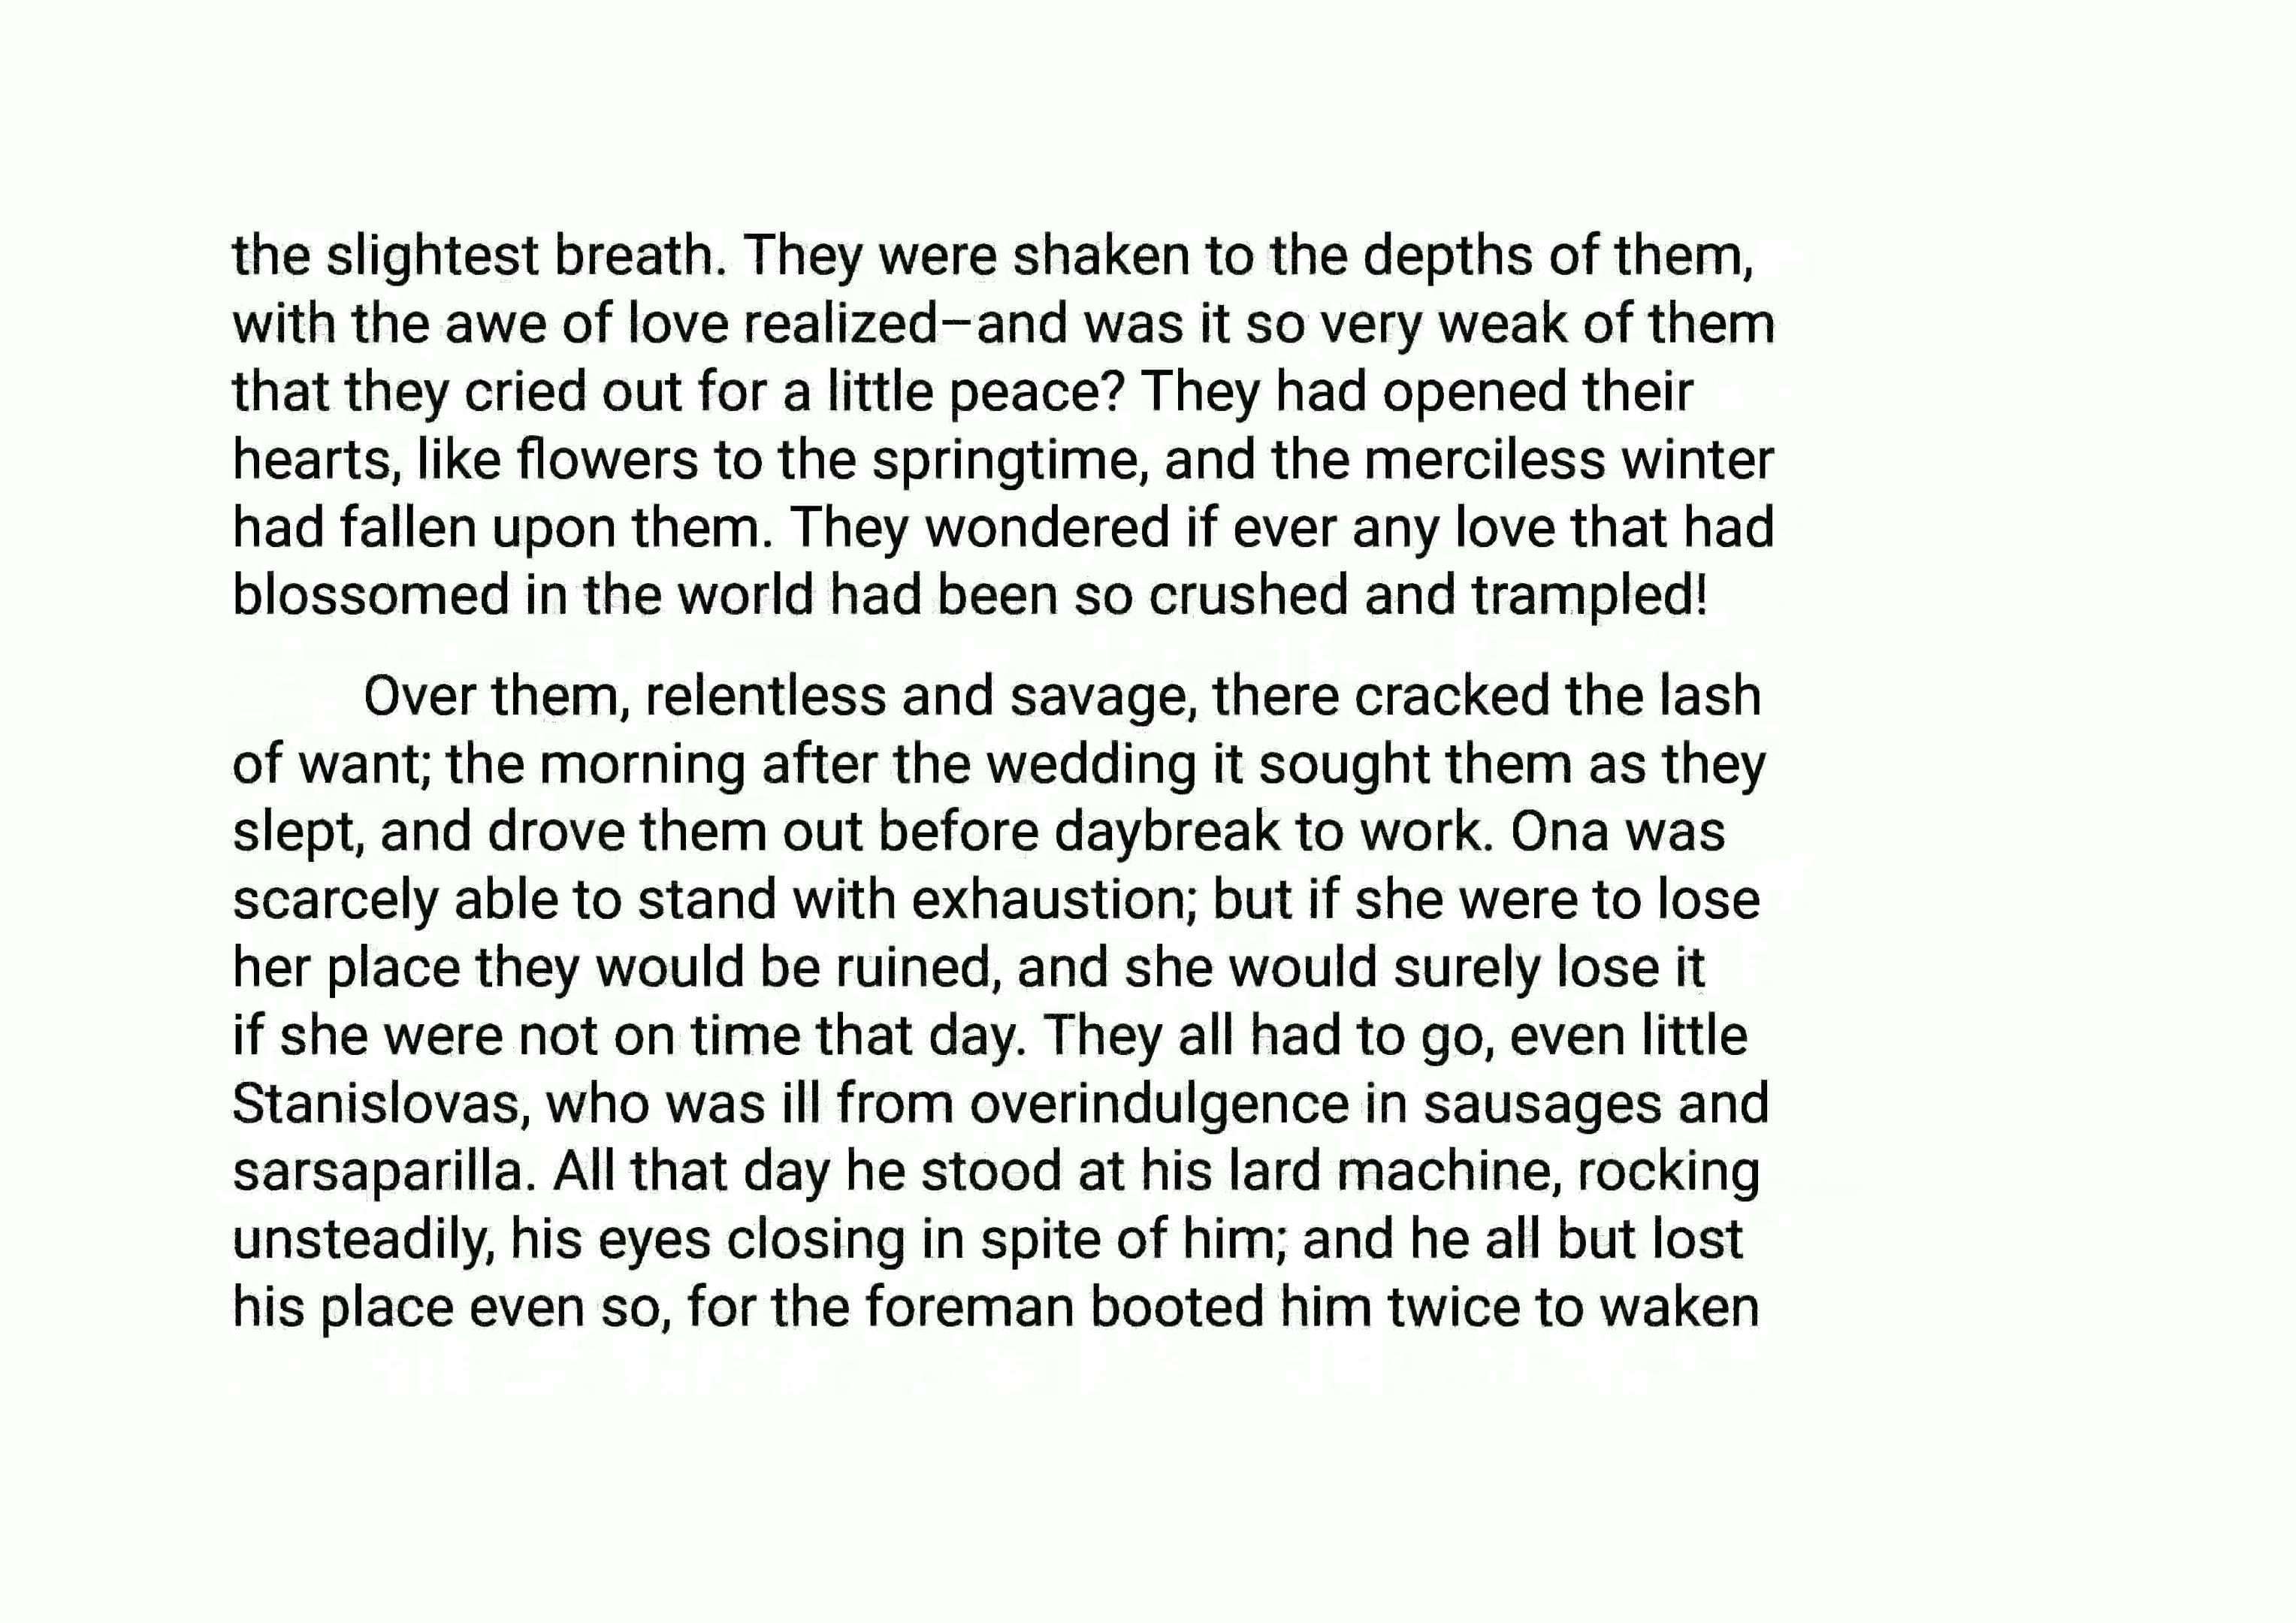 the slightest breath. They were shaken to the depths of them,
with the awe of love realized–and was it so very weak of them
that they cried out for a little peace? They had opened their
hearts, like flowers to the springtime, and the merciless winter
had fallen upon them. They wondered if ever any love that had
blossomed in the world had been so crushed and trampled!
Over them, relentless and savage, there cracked the lash
of want; the morning after the wedding it sought them as they
slept, and drove them out before daybreak to work. Ona was
scarcely able to stand with exhaustion; but if she were to lose
her place they would be ruined, and she would surely lose it
if she were not on time that day. They all had to go, even little
Stanislovas, who was ill from overindulgence in sausages and
sarsaparilla. All that day he stood at his lard machine, rocking
unsteadily, his eyes closing in spite of him; and he all but lost
his place even so, for the foreman booted him twice to waken